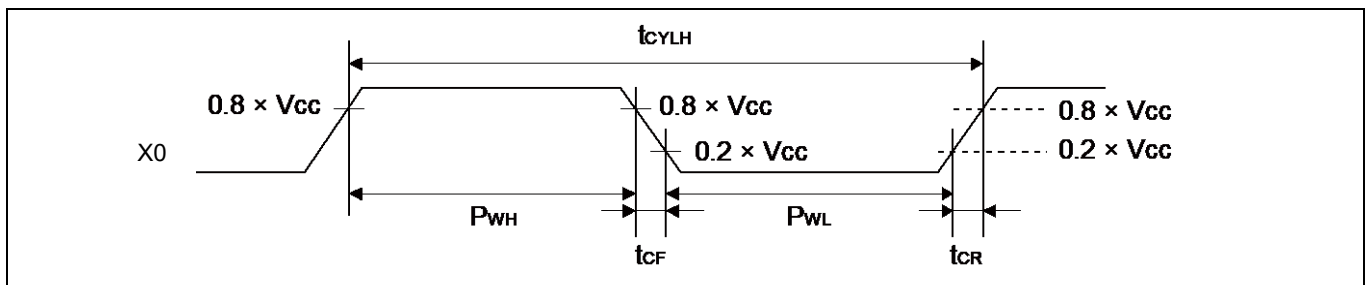 tCYLH
0.8 × Vcc
0.8 × Vcc
0.8 × Vcc
X0
0.2 × Vcc
0.2 × Vcc
PWH
PWL
tCF
tCR